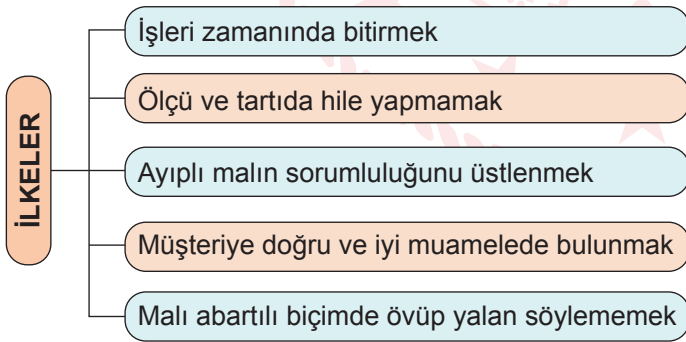 İLKELER
İşleri zamanında bitirmek
Ölçü ve tartıda hile yapmamak
Ayıplı malın sorumluluğunu üstlenmek
Müşteriye doğru ve iyi muamelede bulunmak
Malı abartılı biçimde övüp yalan söylememek